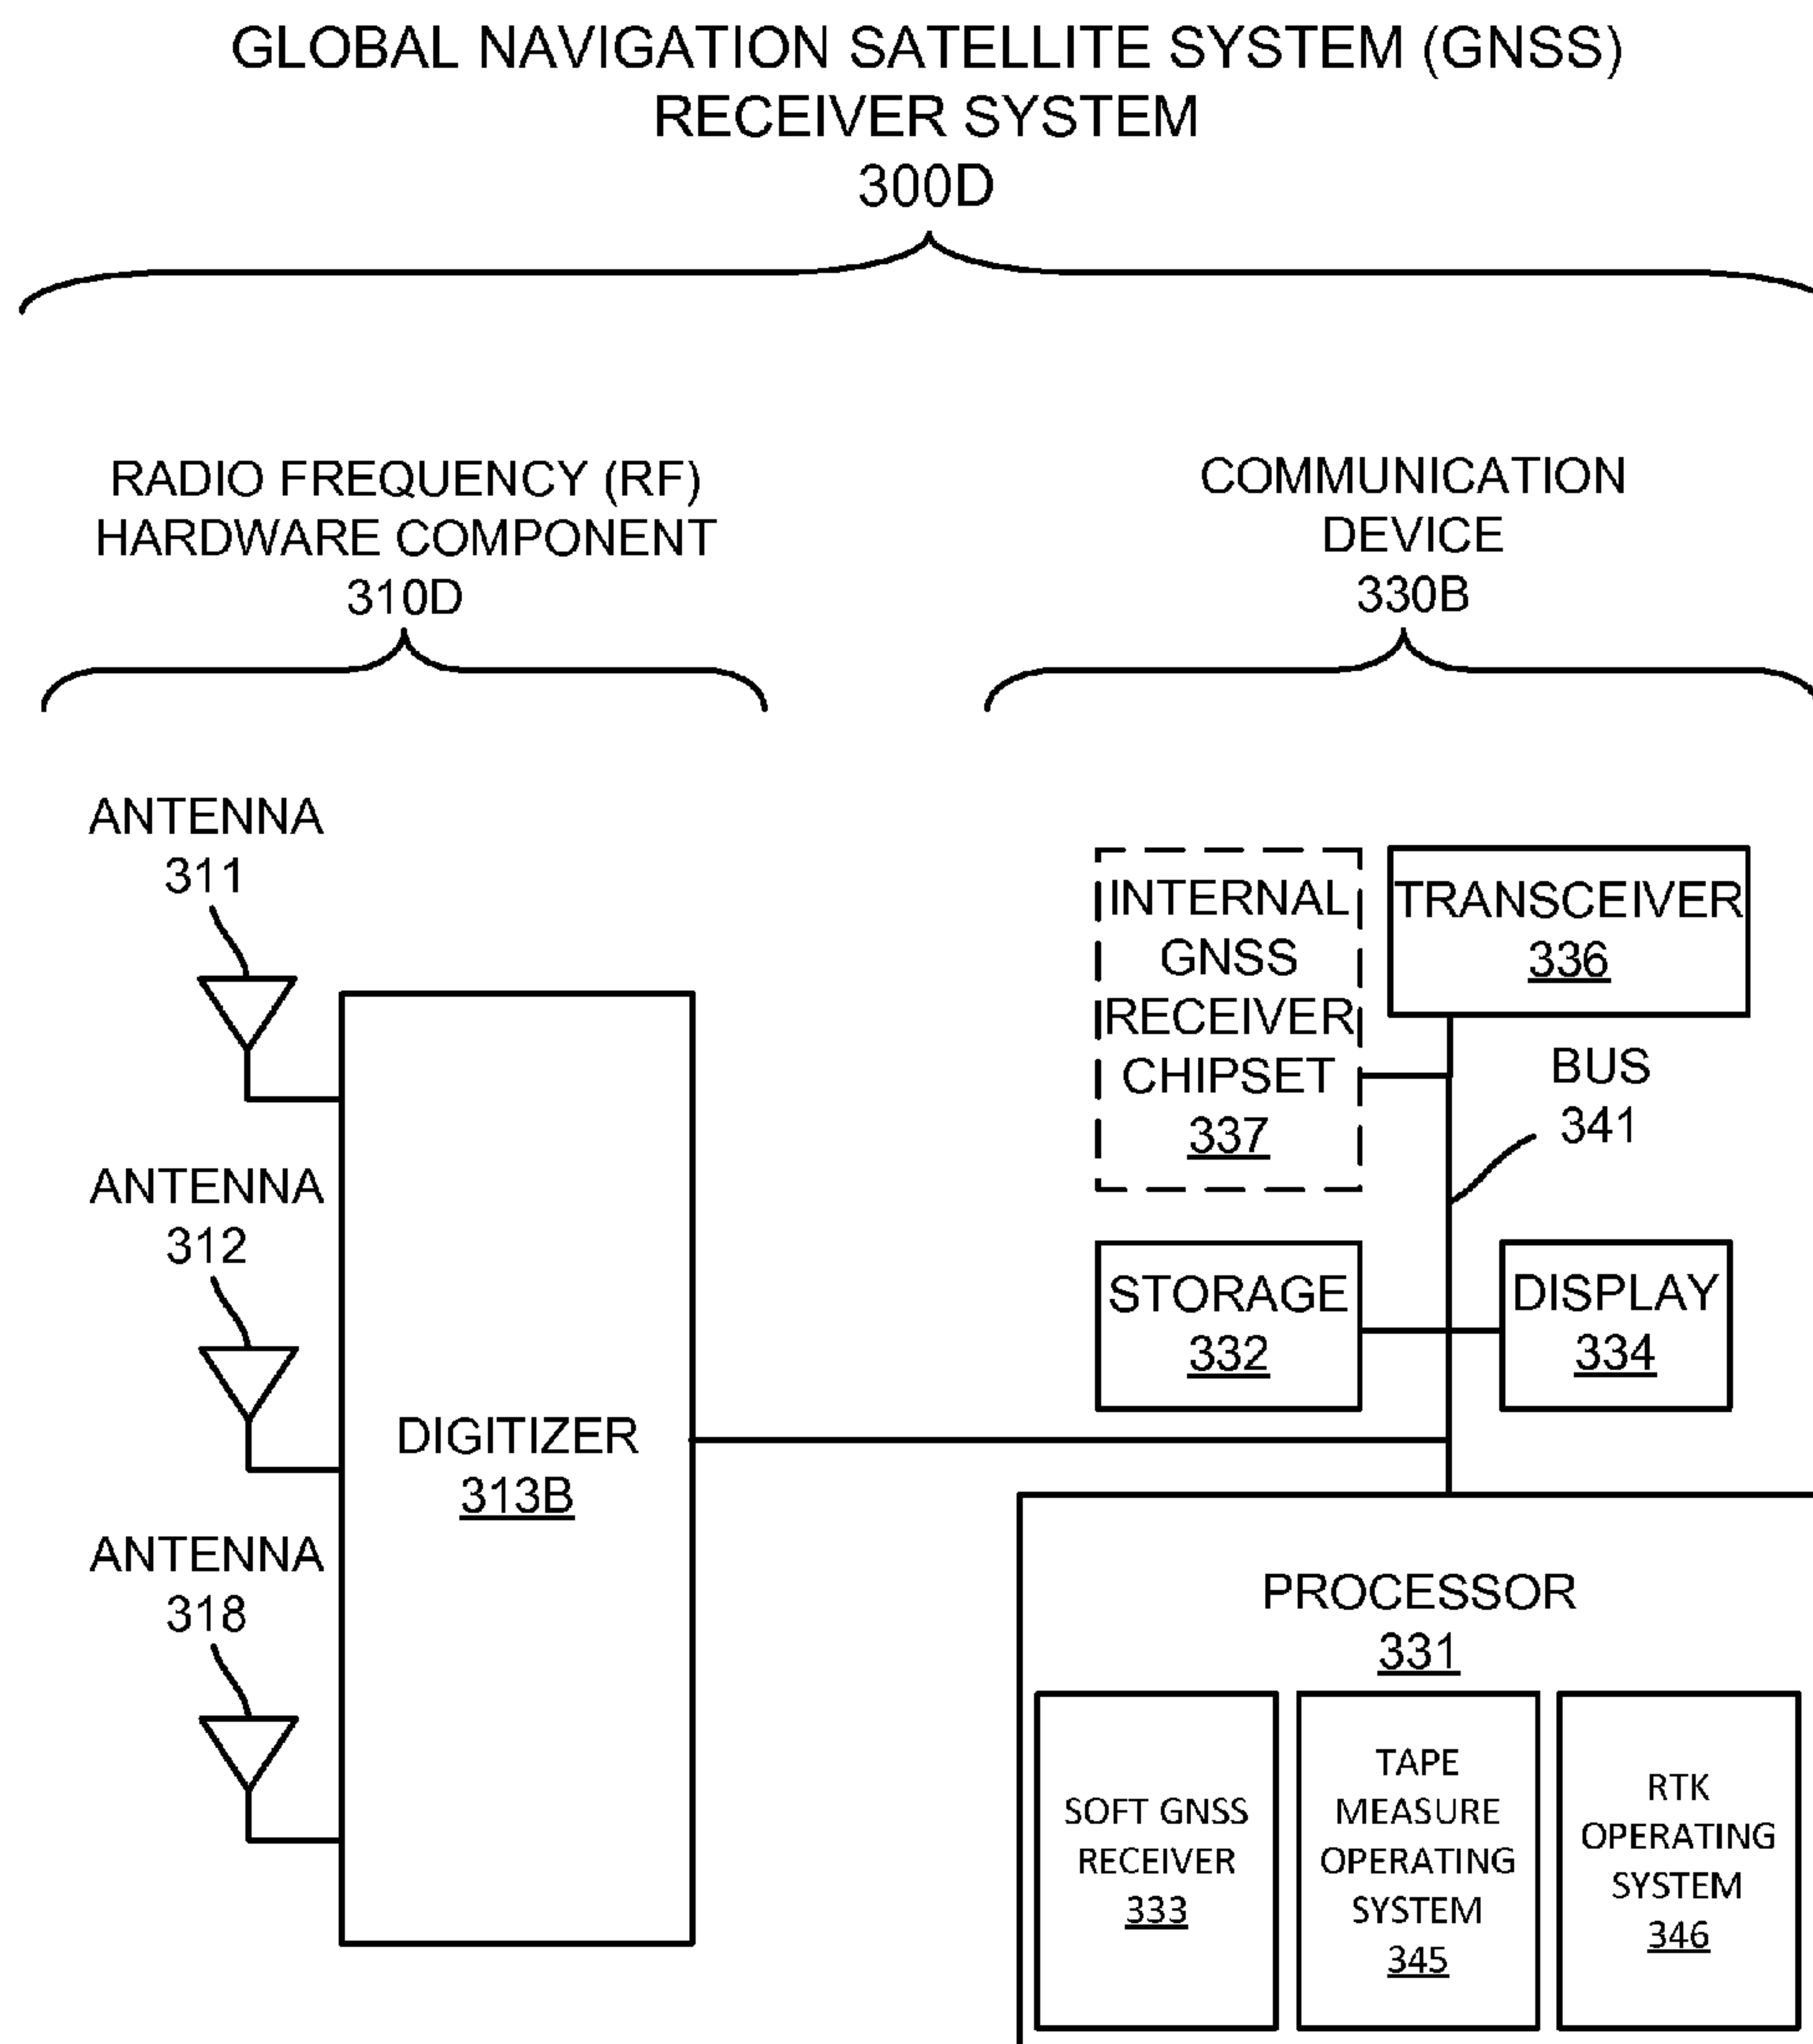 GLOBAL NAVIGATION SATELLITE SYSTEM (GNSS)
RECEIVER SYSTEM
300D
RADIO FREQUENCY (RF)
HARDWARE COMPONENT
310D
COMMUNICATION
DEVICE
330B
ANTENNA
311
ANTENNA
312
ANTENNA
318
DIGITIZER
313B
INTERNAL
GNSS
RECEIVER
CHIPSET
337
TRANSCEIVER
336
BUS
341
STORAGE
332
DISPLAY
334
PROCESSOR
331
SOFT GNSS
RECEIVER
333
TAPE
MEASURE
OPERATING
SYSTEM
345
RTK
OPERATING
SYSTEM
346